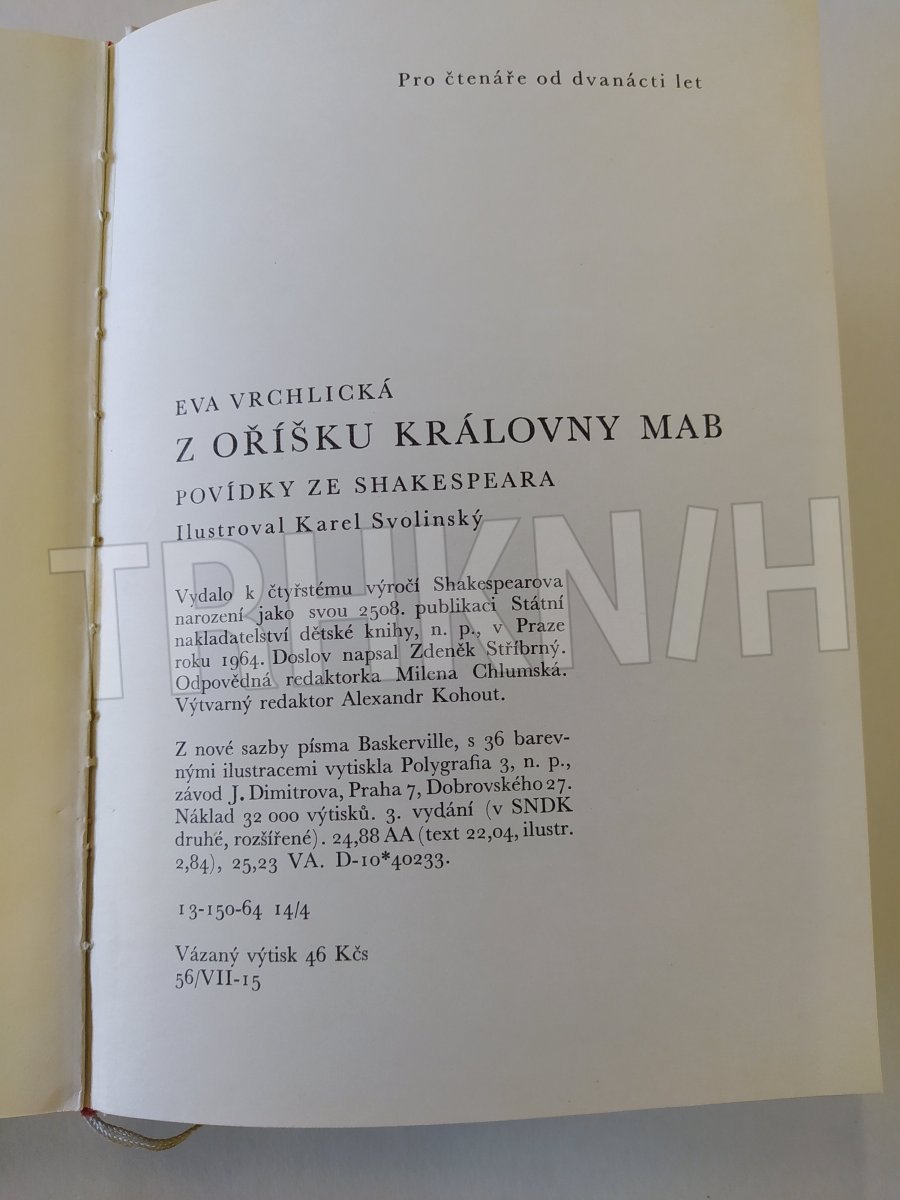 Pro čtenáře od dvanácti let
EVA VRCHLICKÁ
Z OŘÍŠKU KRÁLOVNY MAB
POVÍDKY ZE SHAKESPEARA
Ilustroval Karel Svolinský
Vydalo k čtyřstému výročí Shakespearova
narození jako svou 2508. publikaci Státní
nakladatelství dětské knihy, n. p., v Praze
roku 1964. Doslov napsal Zdeněk Stříbrný.
Odpovědná redaktorka Milena Chlumská.
Výtvarný redaktor Alexandr Kohout.
Z nové sazby písma Baskerville, s 36 barev-
nými ilustracemi vytiskla Polygrafia 3, n. p.,
závod J. Dimitrova, Praha 7, Dobrovského 27.
Náklad 32 000 výtisků. 3. vydání (v SNDK
druhé, rozšířené). 24,88 AA (text 22,04, ilustr.
2,84), 25,23 VA. D-10*40233.
13-150-64 14/4
Vázaný výtisk 46 Kčs
56/VII-15
TRHKN/H